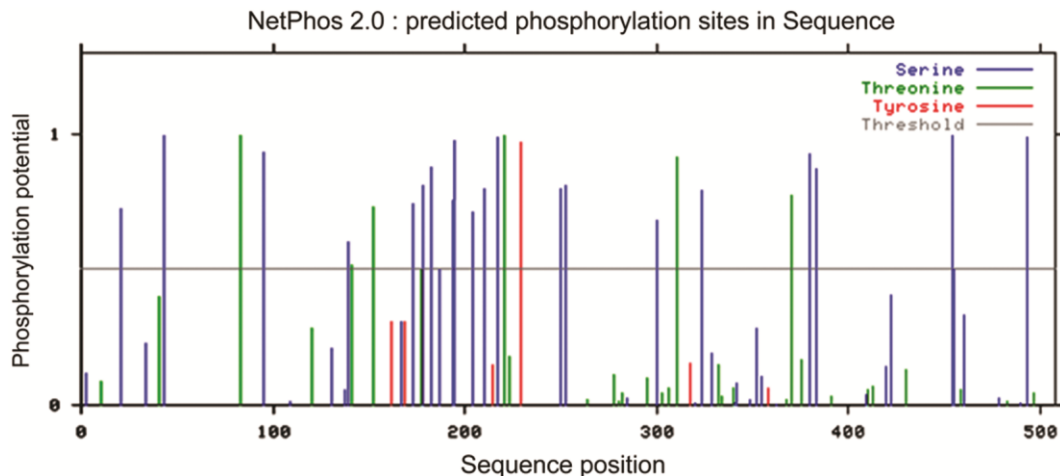 NetPhos 2.0 : predicted phosphorylation sites in Sequence
Serine
Threonine
Tyrosine
Threshold
Phosphorylation potential
1
0
0 100 200 300 400 500
Sequence position